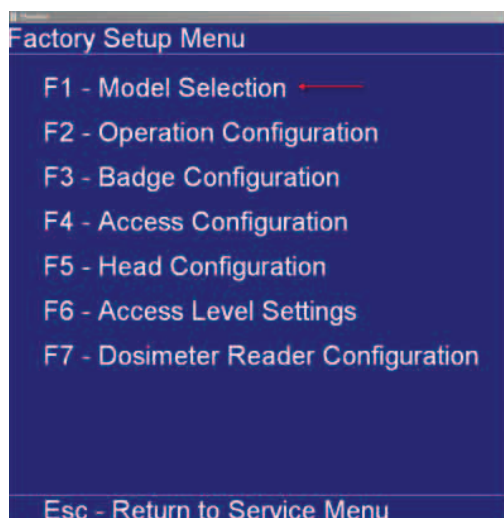 Factory Setup Menu
F1 - Model Selection
F2 - Operation Configuration
F3 - Badge Configuration
F4 - Access Configuration
F5 - Head Configuration
F6 - Access Level Settings
F7 - Dosimeter Reader Configuration
Esc - Return to Service Menu